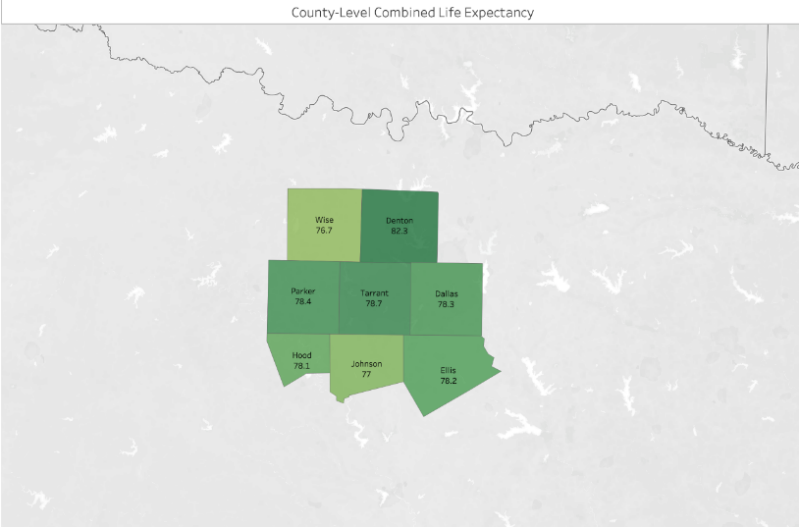 County-Level Combined Life Expectancy
Wise
76.7
Denton
82.3
Parker
78.4
Tarrant
78.7
Dallas
78.3
Hood
78.1
Johnson
77
Ellis
78.2